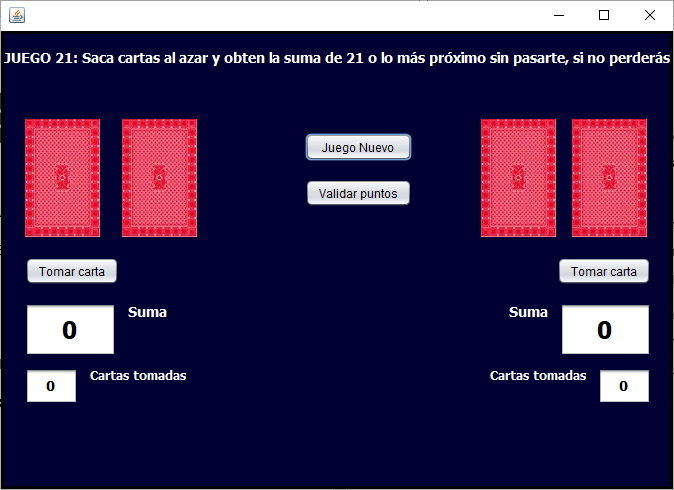 JUEGO 21: Saca cartas al azar y obten la suma de 21 o lo más próximo sin pasarte, si no perderás
Juego Nuevo
Validar puntos
Tomar carta
Tomar carta
0
Suma
Suma
0
0
Cartas tomadas
Cartas tomadas
0